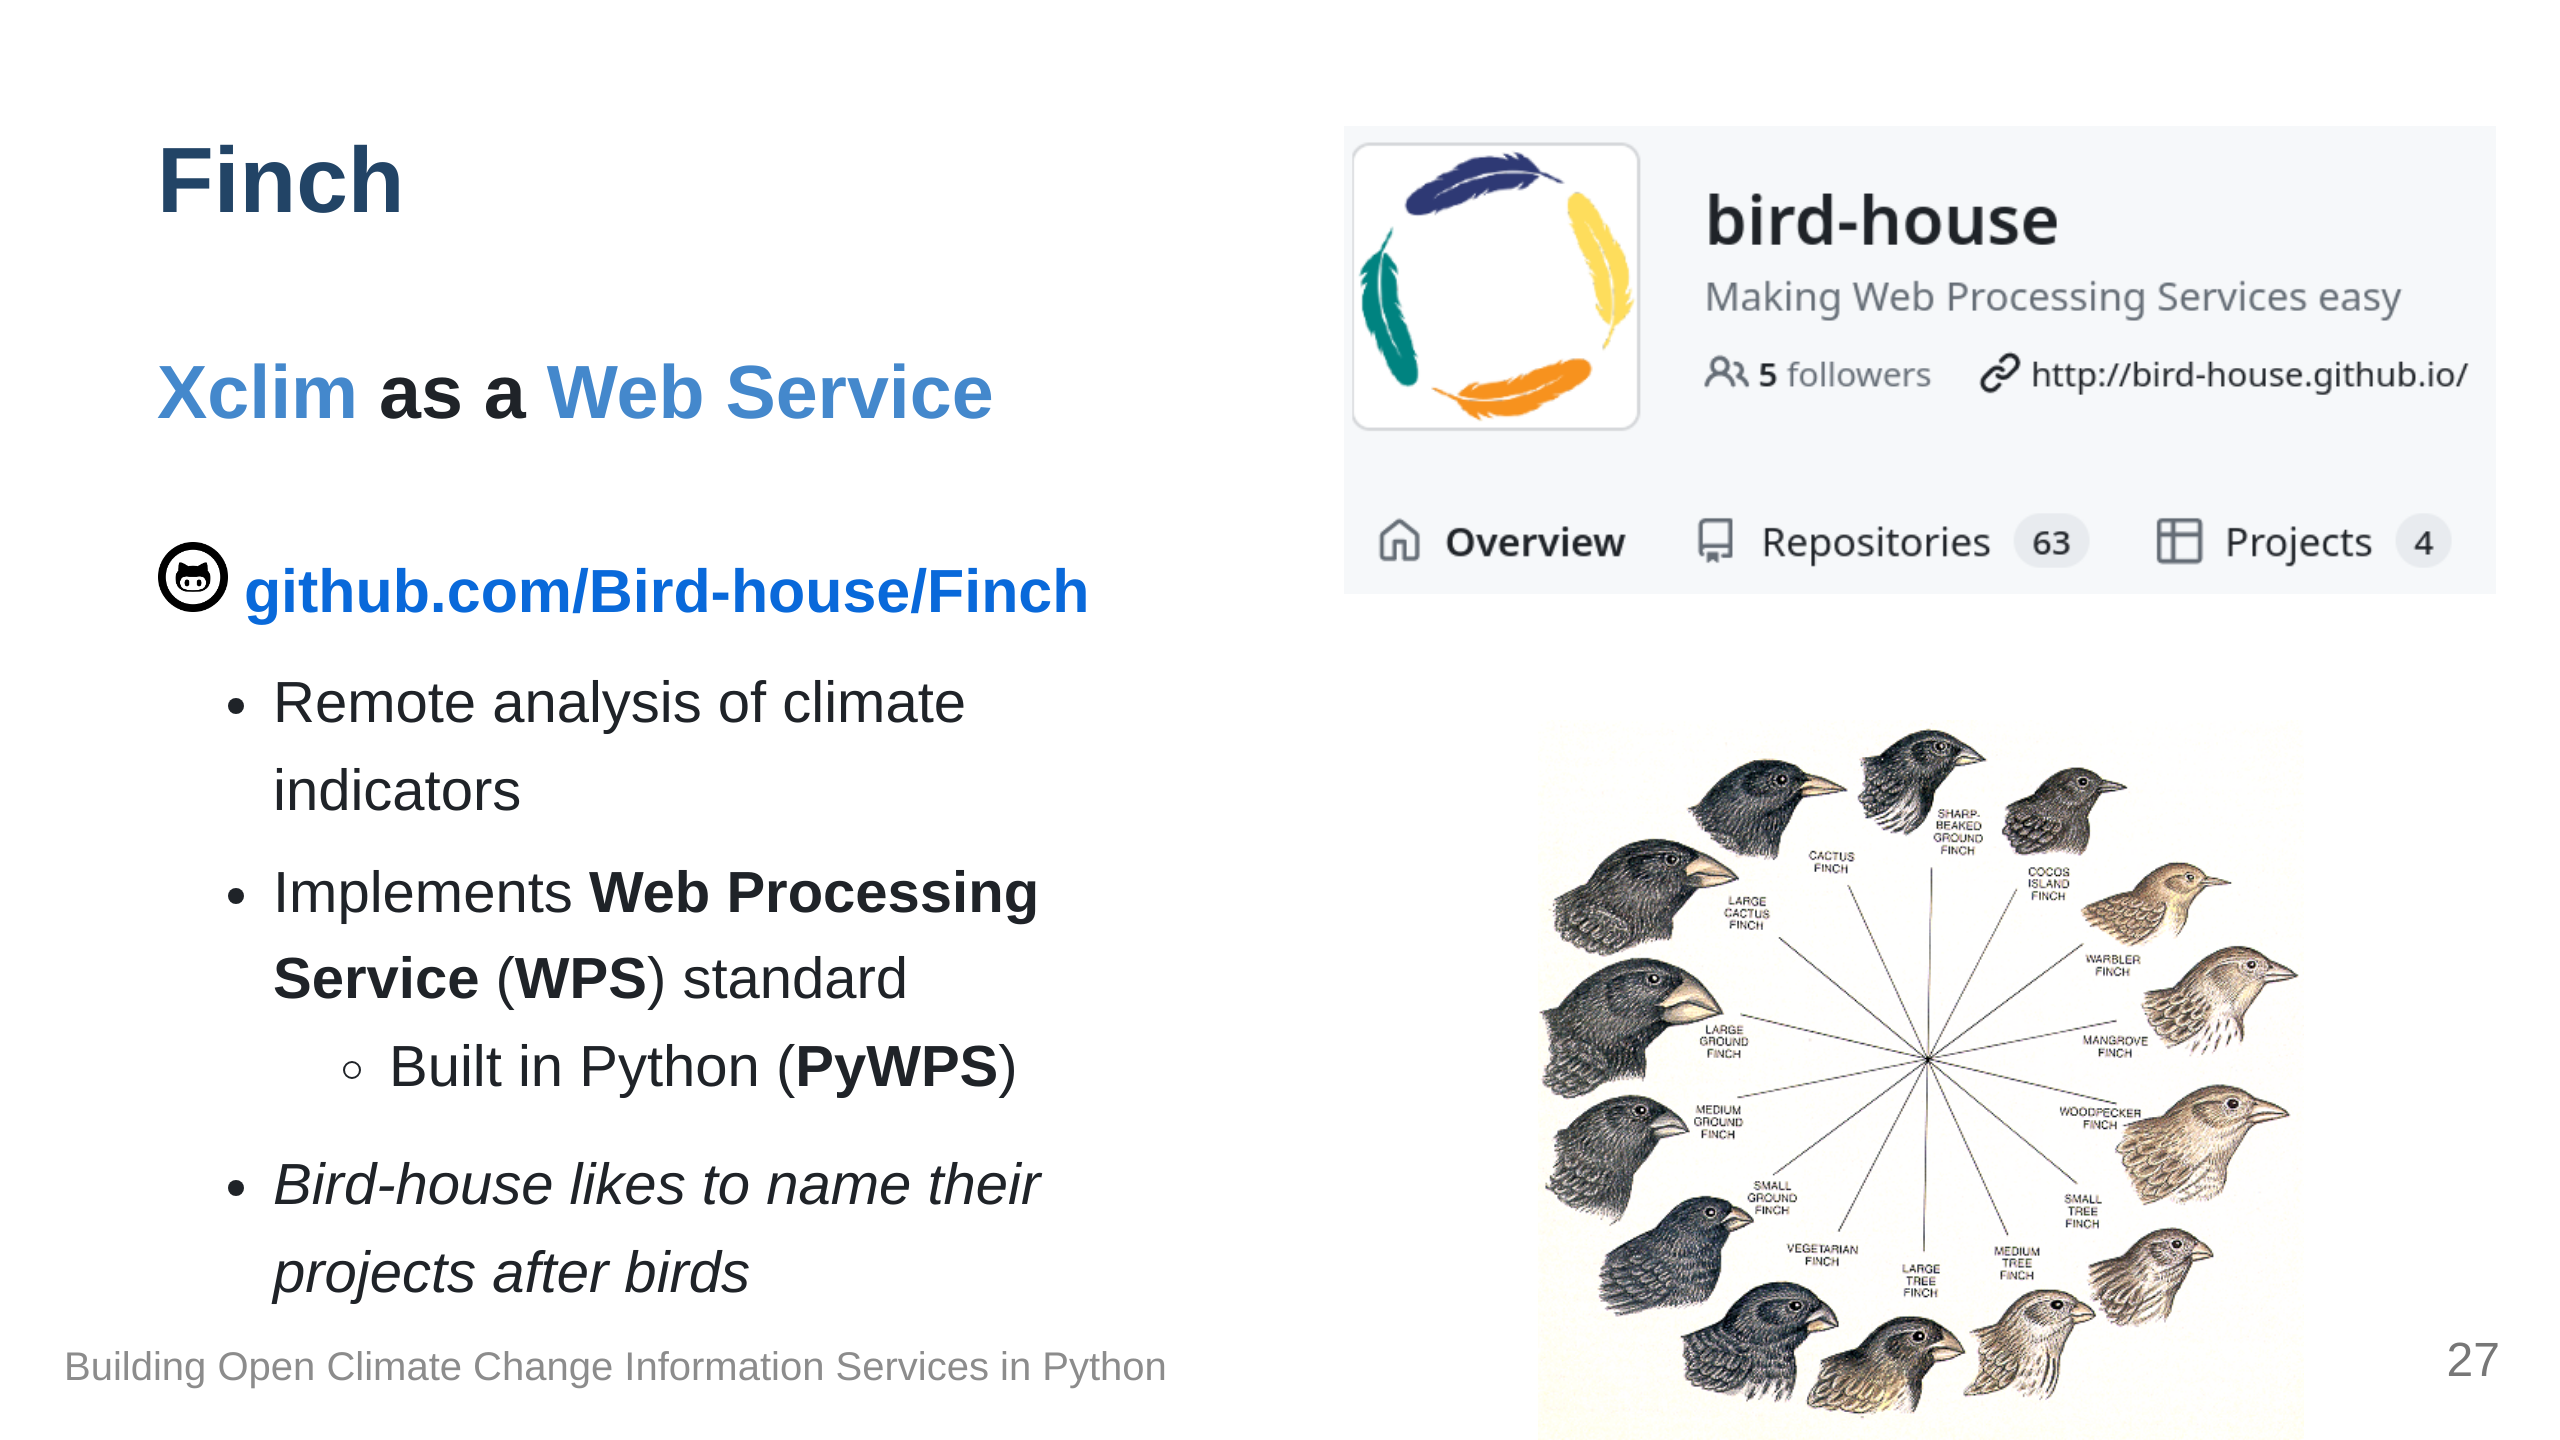 Finch
Xclim as a Web Service
github.com/Bird-house/Finch
• Remote analysis of climate
indicators
• Implements Web Processing
Service (WPS) standard
◦ Built in Python (PyWPS)
• Bird-house likes to name their
projects after birds
bird-house
Making Web Processing Services easy
5 followers http://bird-house.github.io/
Overview Repositories 63 Projects 4
SHARP-
BEAKED
GROUND
FINCH
COCOS
ISLAND
FINCH
WARBLER
FINCH
MANGROVE
FINCH
WOODPECKER
FINCH
SMALL
TREE
FINCH
MEDIUM
TREE
FINCH
LARGE
TREE
FINCH
VEGETARIAN
FINCH
SMALL
GROUND
FINCH
MEDIUM
GROUND
FINCH
LARGE
GROUND
FINCH
LARGE
CACTUS
FINCH
CACTUS
FINCH
Building Open Climate Change Information Services in Python
27